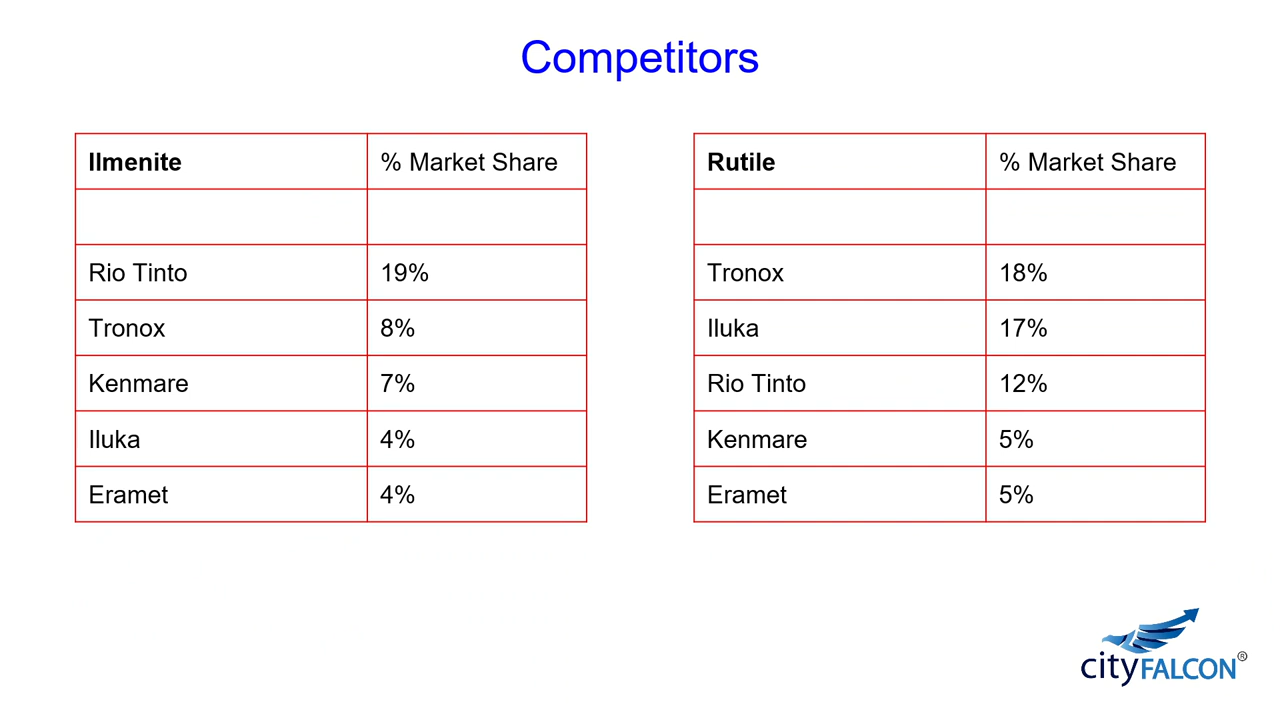 Competitors
Ilmenite % Market Share
Rio Tinto 19%
Tronox 8%
Kenmare 7%
Iluka 4%
Eramet 4%
Rutile % Market Share
Tronox 18%
Iluka 17%
Rio Tinto 12%
Kenmare 5%
Eramet 5%
cityFALCON®